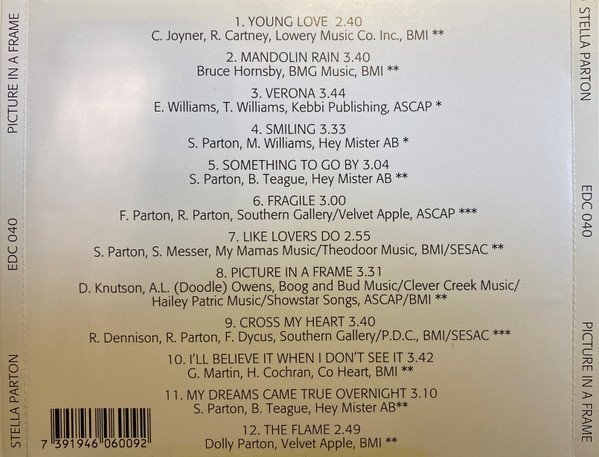 1. YOUNG LOVE 2.40
C. Joyner, R. Cartney, Lowery Music Co. Inc., BMI **
2. MANDOLIN RAIN 3.40
Bruce Hornsby, BMG Music, BMI **
3. VERONA 3.44
E. Williams, T. Williams, Kebbi Publishing, ASCAP *
4. SMILING 3.33
S. Parton, M. Williams, Hey Mister AB *
5. SOMETHING TO GO BY 3.04
S. Parton, B. Teague, Hey Mister AB **
6. FRAGILE 3.00
F. Parton, R. Parton, Southern Gallery/Velvet Apple, ASCAP ***
7. LIKE LOVERS DO 2.55
S. Parton, S. Messer, My Mamas Music/Theodoor Music, BMI/SESAC **
8. PICTURE IN A FRAME 3.31
D. Knutson, A.L. (Doodle) Owens, Boog and Bud Music/Clever Creek Music/
Hailey Patric Music/Showstar Songs, ASCAP/BMI **
9. CROSS MY HEART 3.40
R. Dennison, R. Parton, F. Dycus, Southern Gallery/P.D.C., BMI/SESAC ***
10. I'LL BELIEVE IT WHEN I DON'T SEE IT 3.42
G. Martin, H. Cochran, Co Heart, BMI **
11. MY DREAMS CAME TRUE OVERNIGHT 3.10
S. Parton, B. Teague, Hey Mister AB**
12. THE FLAME 2.49
Dolly Parton, Velvet Apple, BMI **
7 391946 060092
STELLA PARTON EDC 040 PICTURE IN A FRAME
STELLA PARTON EDC 040 PICTURE IN A FRAME